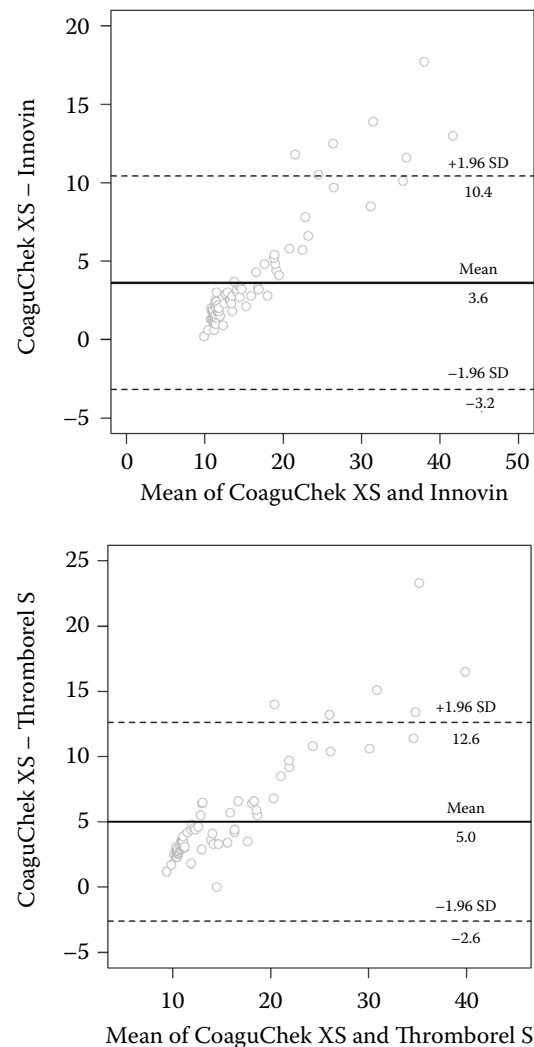 20
15
CoaguChek XS – Innovin
+1.96 SD
10
10.4
5
Mean
3.6
0
−1.96 SD
−3.2
−5
0 10 20 30 40 50
Mean of CoaguChek XS and Innovin
25
20
CoaguChek XS – Thromborel S
15
+1.96 SD
12.6
10
Mean
5
5.0
0
−1.96 SD
−2.6
−5
10 20 30 40
Mean of CoaguChek XS and Thromborel S